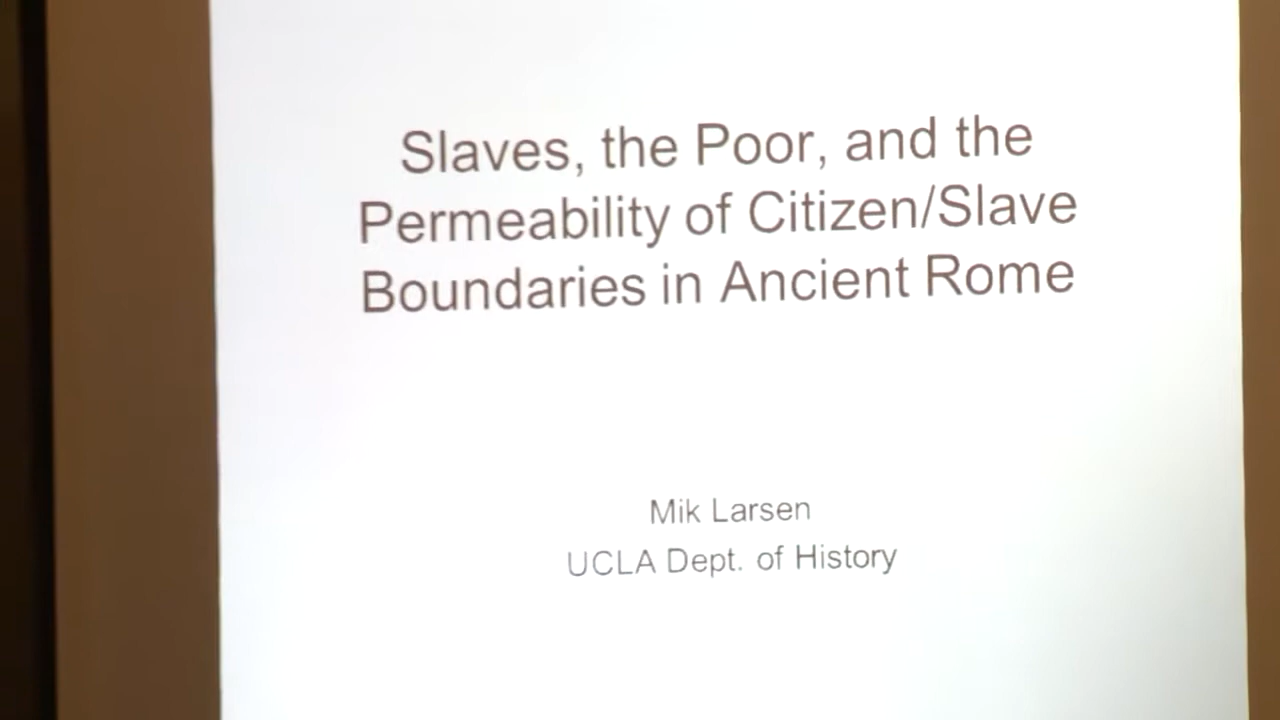 Slaves, the Poor, and the
Permeability of Citizen/Slave
Boundaries in Ancient Rome
Mik Larsen
UCLA Dept. of History